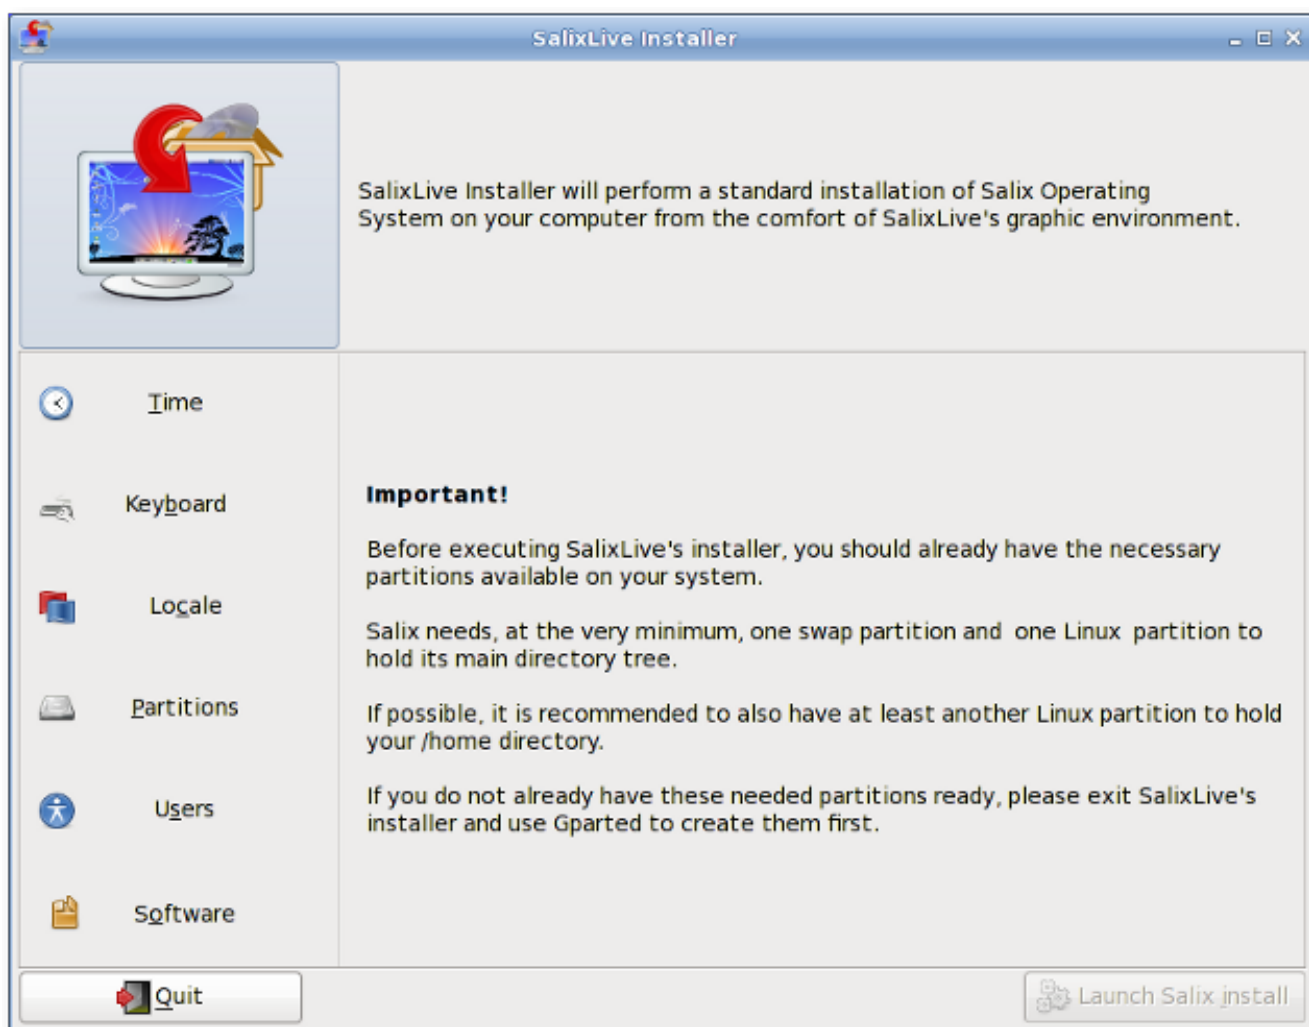 SalixLive Installer
SalixLive Installer will perform a standard installation of Salix Operating
System on your computer from the comfort of SalixLive's graphic environment.
Time
Keyboard
Locale
Partitions
Users
Software
Important!
Before executing SalixLive's installer, you should already have the necessary
partitions available on your system.
Salix needs, at the very minimum, one swap partition and one Linux partition to
hold its main directory tree.
If possible, it is recommended to also have at least another Linux partition to hold
your /home directory.
If you do not already have these needed partitions ready, please exit SalixLive's
installer and use Gparted to create them first.
Quit
Launch Salix install